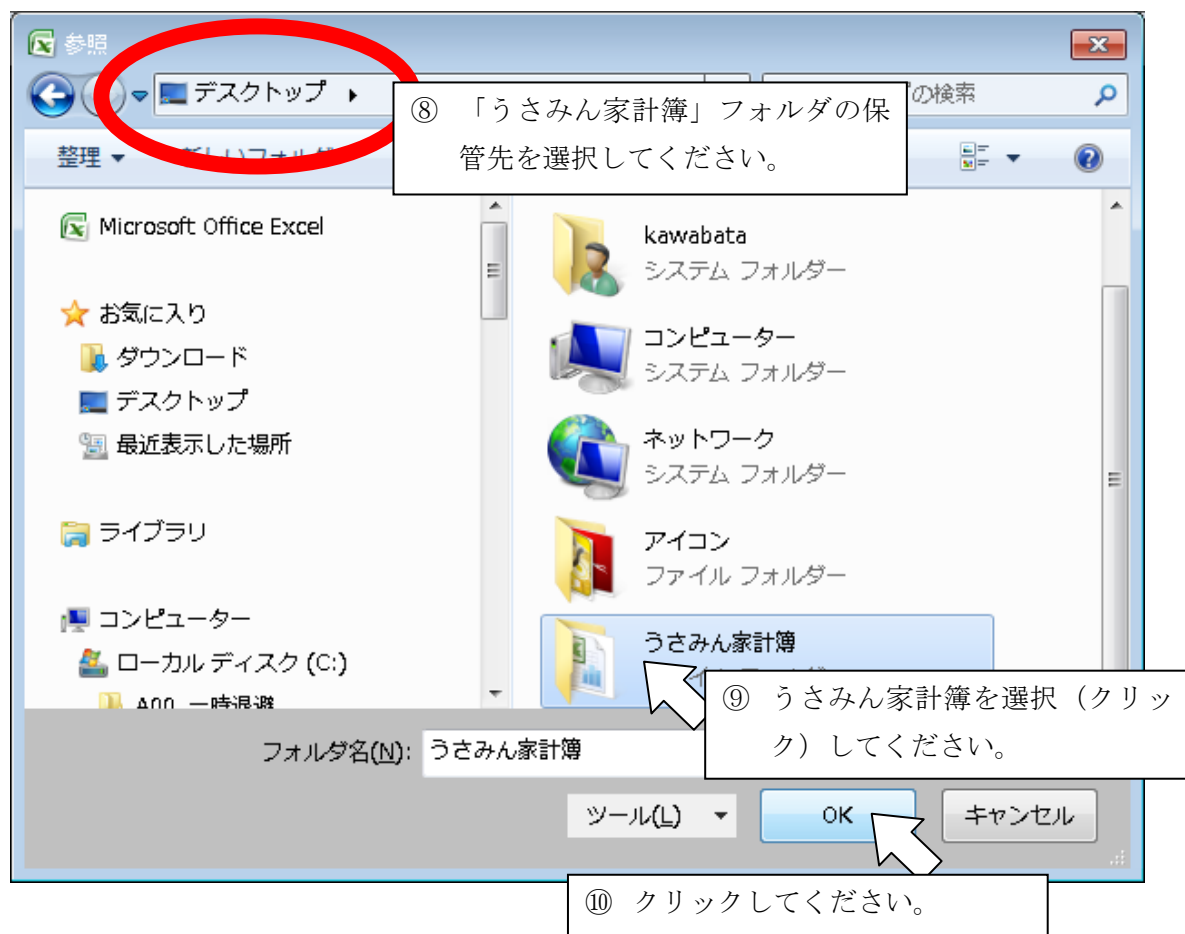 参照
デスクトップ
の検索
⑧ 「うさみん家計簿」フォルダの保
管先を選択してください。
整理
Microsoft Office Excel
お気に入り
ダウンロード
デスクトップ
最近表示した場所
ライブラリ
コンピューター
ローカル ディスク (C:)
A00_一時退避
kawabata
システム フォルダー
コンピューター
システム フォルダー
ネットワーク
システム フォルダー
アイコン
ファイル フォルダー
うさみん家計簿
⑨ うさみん家計簿を選択（クリッ
ク）してください。
フォルダ名(N): うさみん家計簿
ツール(L)
OK
キャンセル
⑩ クリックしてください。